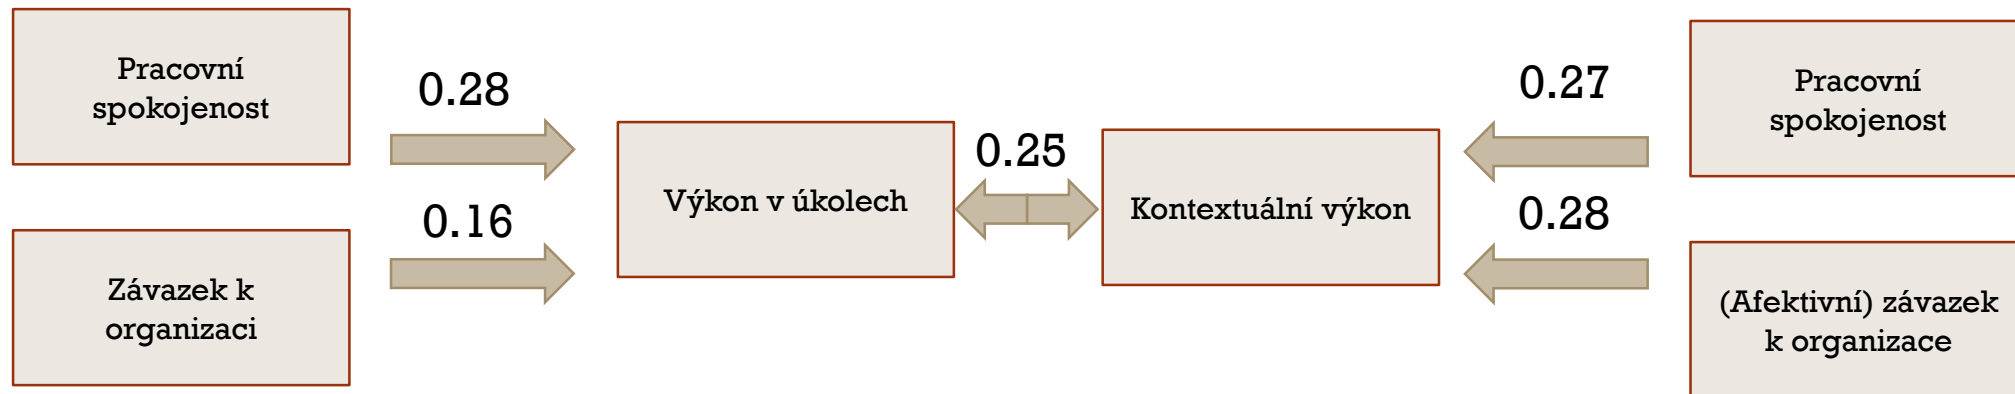 Pracovní
spokojenost
0.28
Závazek k
organizaci
0.16
Výkon v úkolech
0.25
Kontextuální výkon
0.27
0.28
Pracovní
spokojenost
(Afektivní) závazek
k organizace